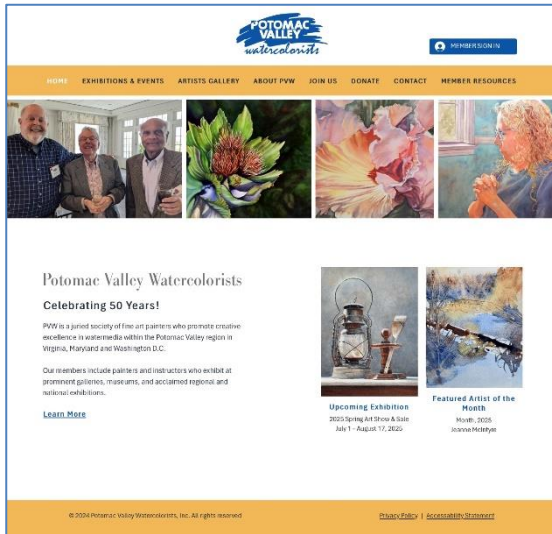 POTOMAC
VALLEY
watercolorists
MEMBER SIGN IN
HOME EXHIBITIONS & EVENTS ARTISTS GALLERY ABOUT PVW JOIN US DONATE CONTACT MEMBER RESOURCES
Potomac Valley Watercolorists
Celebrating 50 Years!
PVW is a juried society of fine art painters who promote creative
excellence in watermedia within the Potomac Valley region in
Virginia, Maryland and Washington D.C.
Our members include painters and instructors who exhibit at
prominent galleries, museums, and acclaimed regional and
national exhibitions.
Learn More
Upcoming Exhibition
2025 Spring Art Show & Sale
July 1 - August 17, 2025
Featured Artist of the
Month
Month, 2025
Joanne McIntyre
© 2024 Potomac Valley Watercolorists, Inc. All rights reserved
Privacy Policy | Accessibility Statement